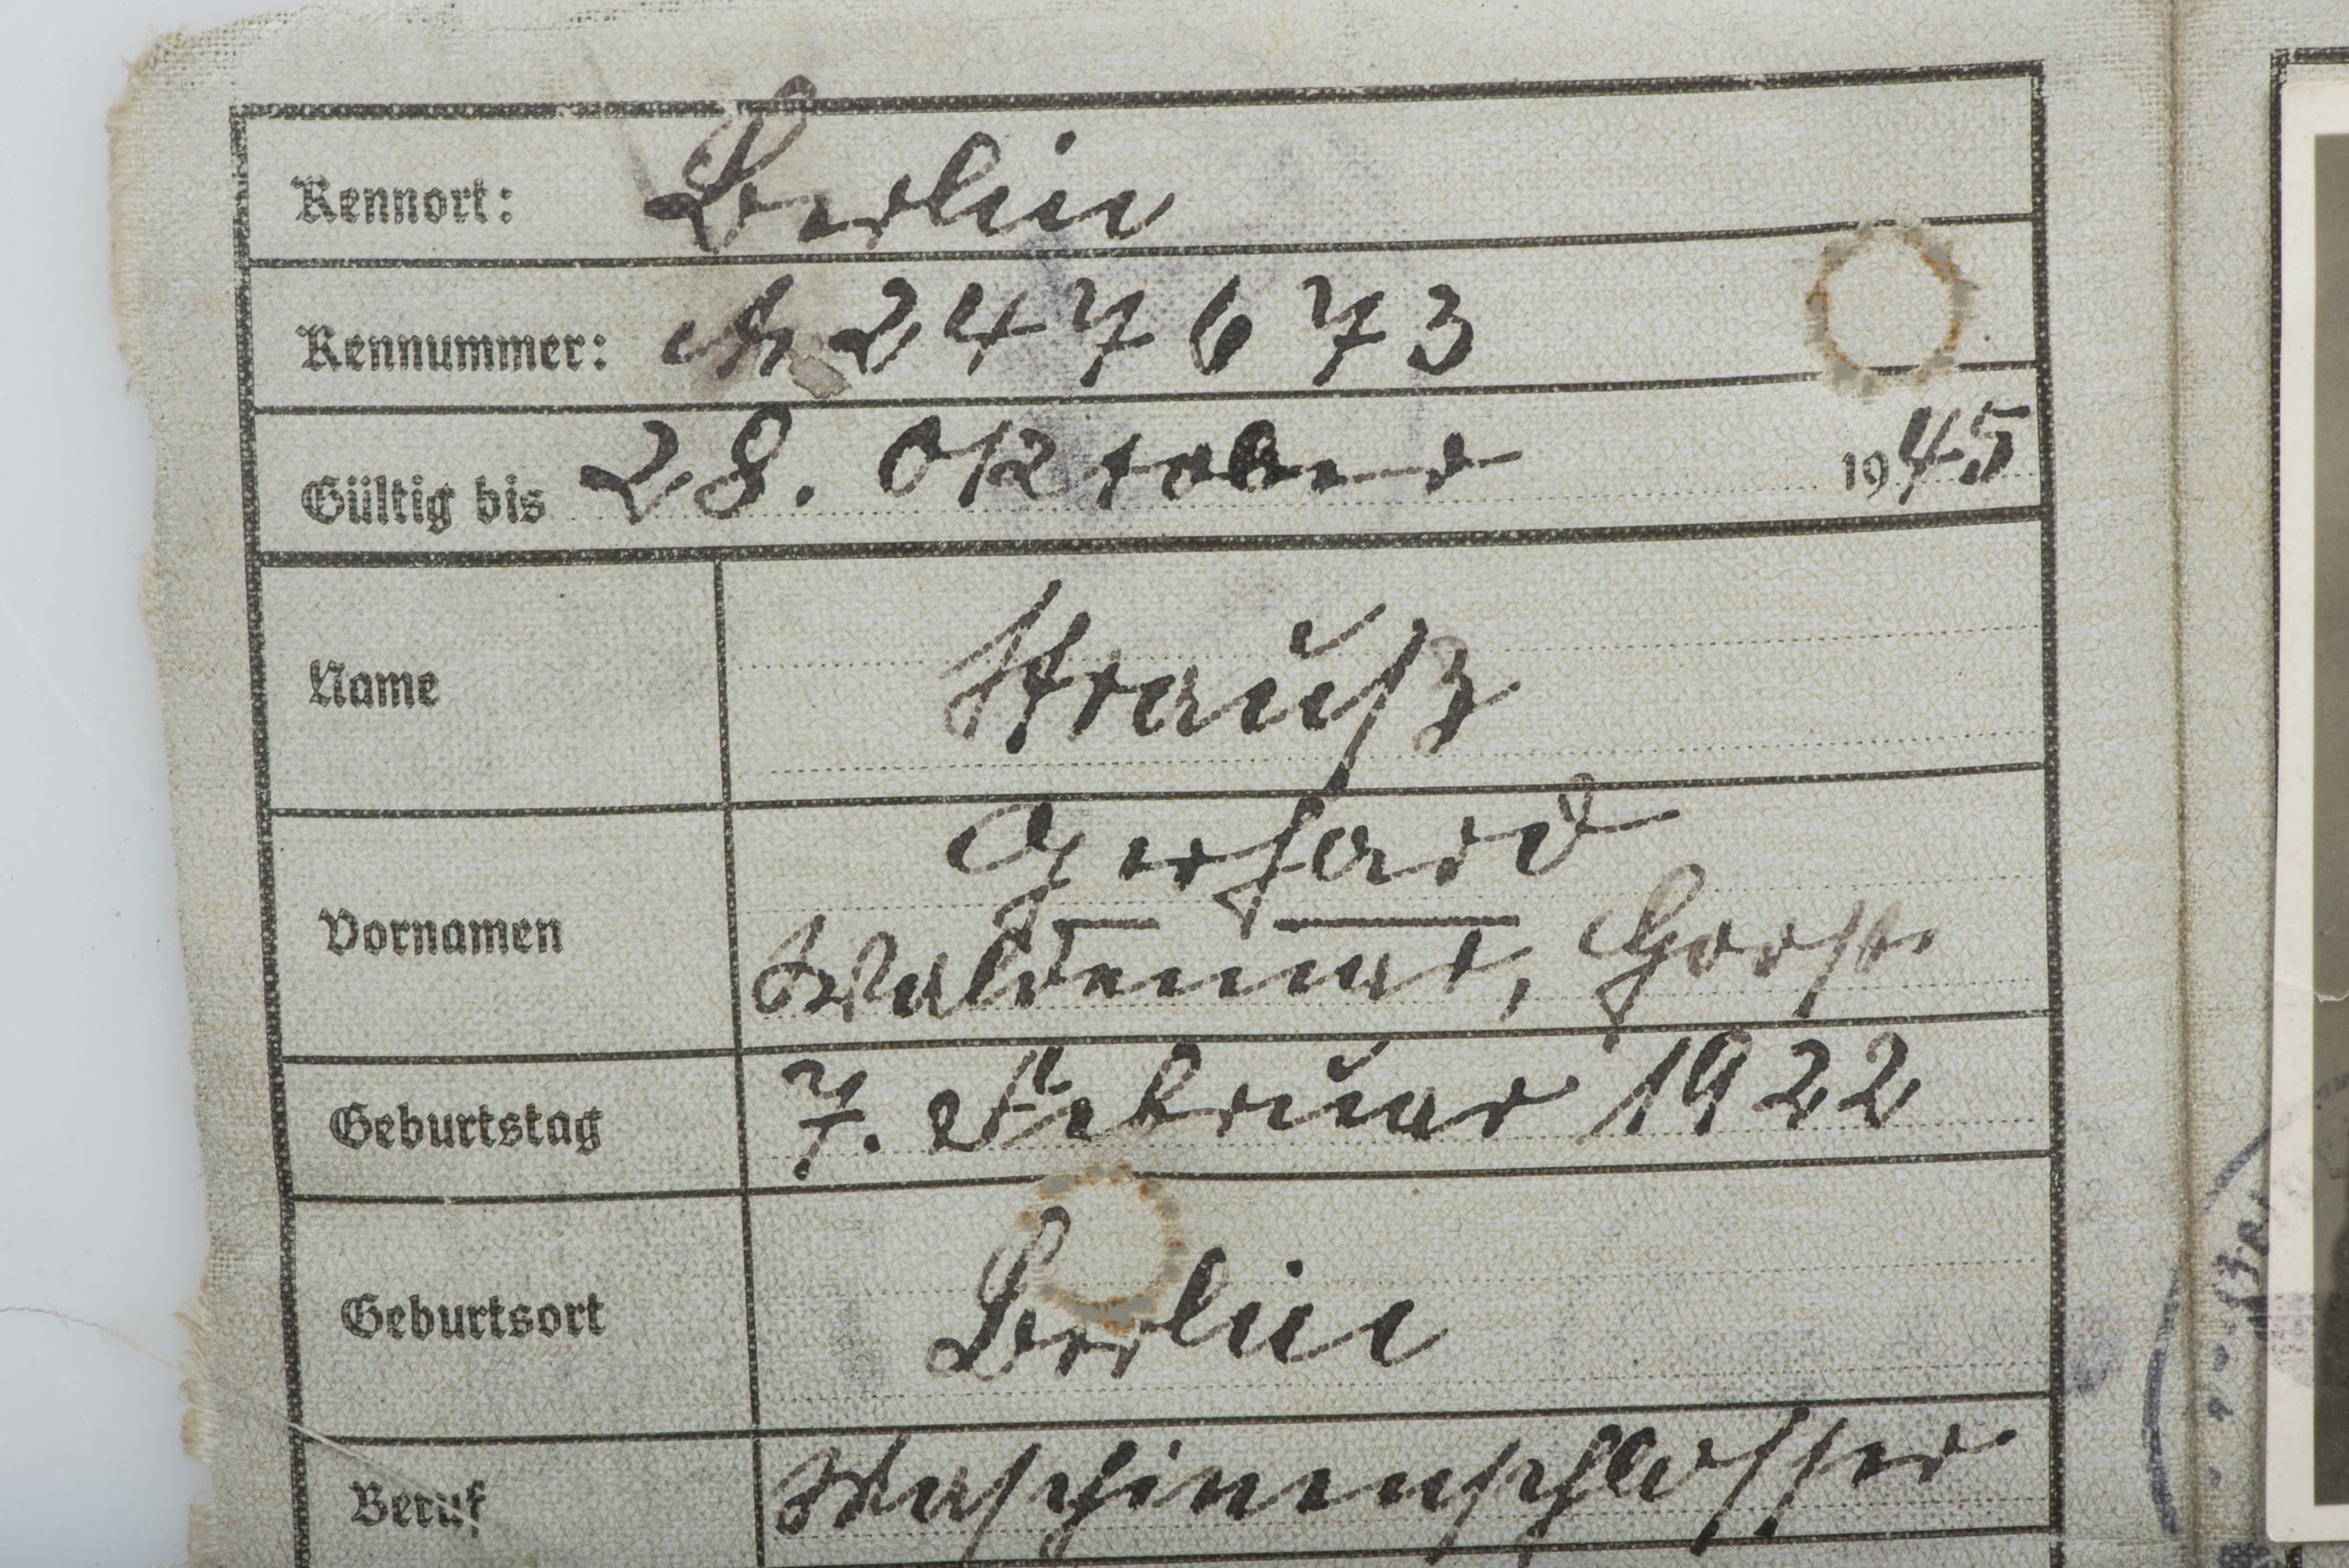 Kennort: Berlin
Kennummer: A 247673
Gültig bis 28. Oktober 1945
Name Strauß
Vornamen Gerhard
Waldemar, Horst
Geburtstag 7. Februar 1922
Geburtsort Berlin
Beruf Maschinenschlosser